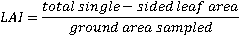 LAI = total single – sided leaf area / ground area sampled